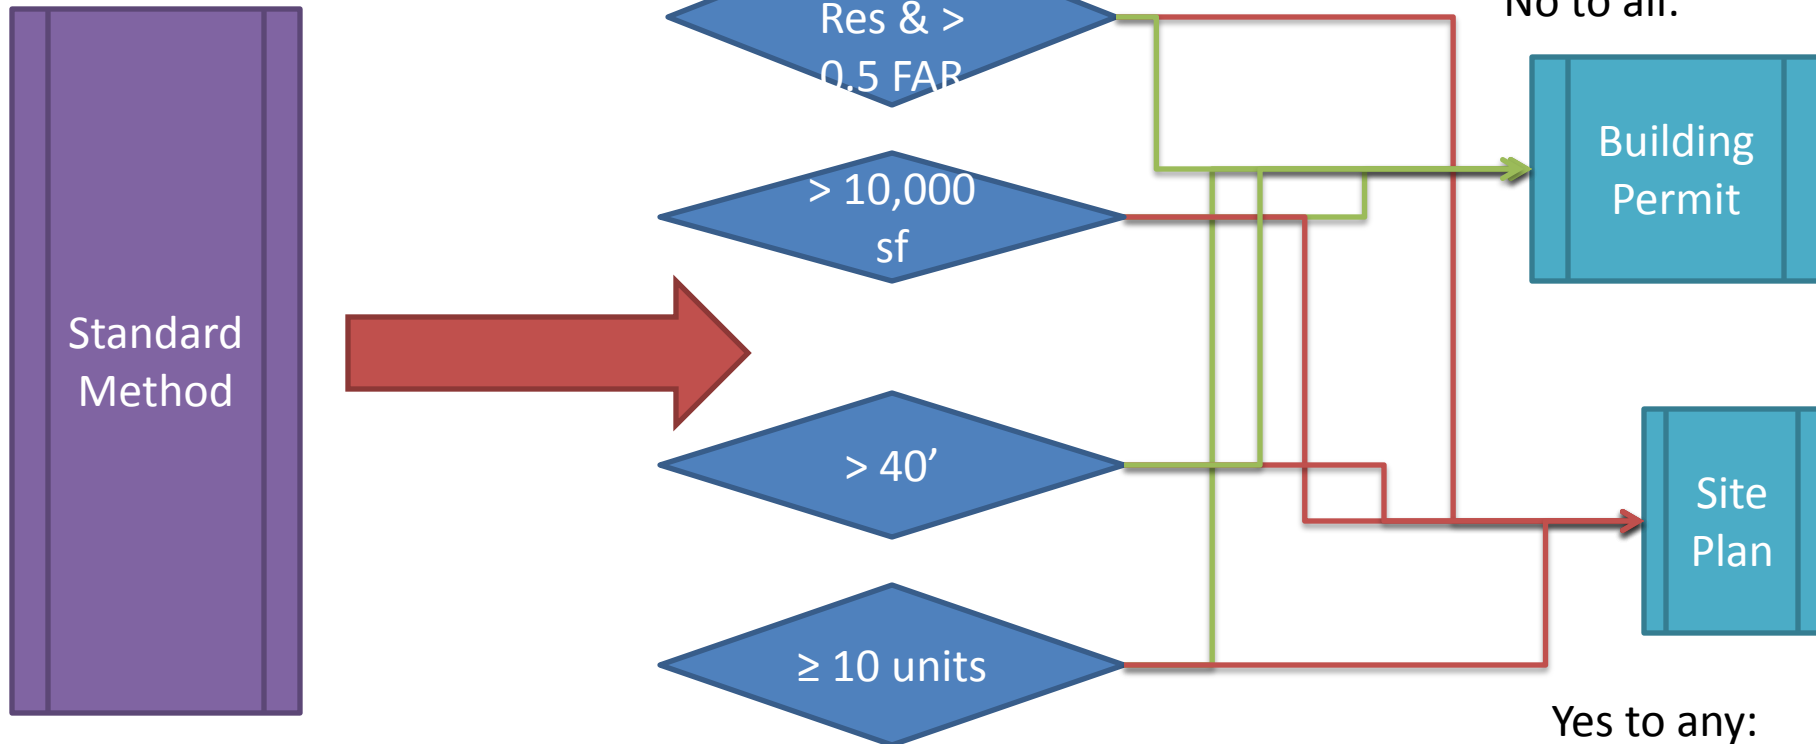 No to all:
Res & >
0.5 FAR
Building
Permit
> 10,000
sf
Standard
Method
> 40’
Site
Plan
≥ 10 units
Yes to any: